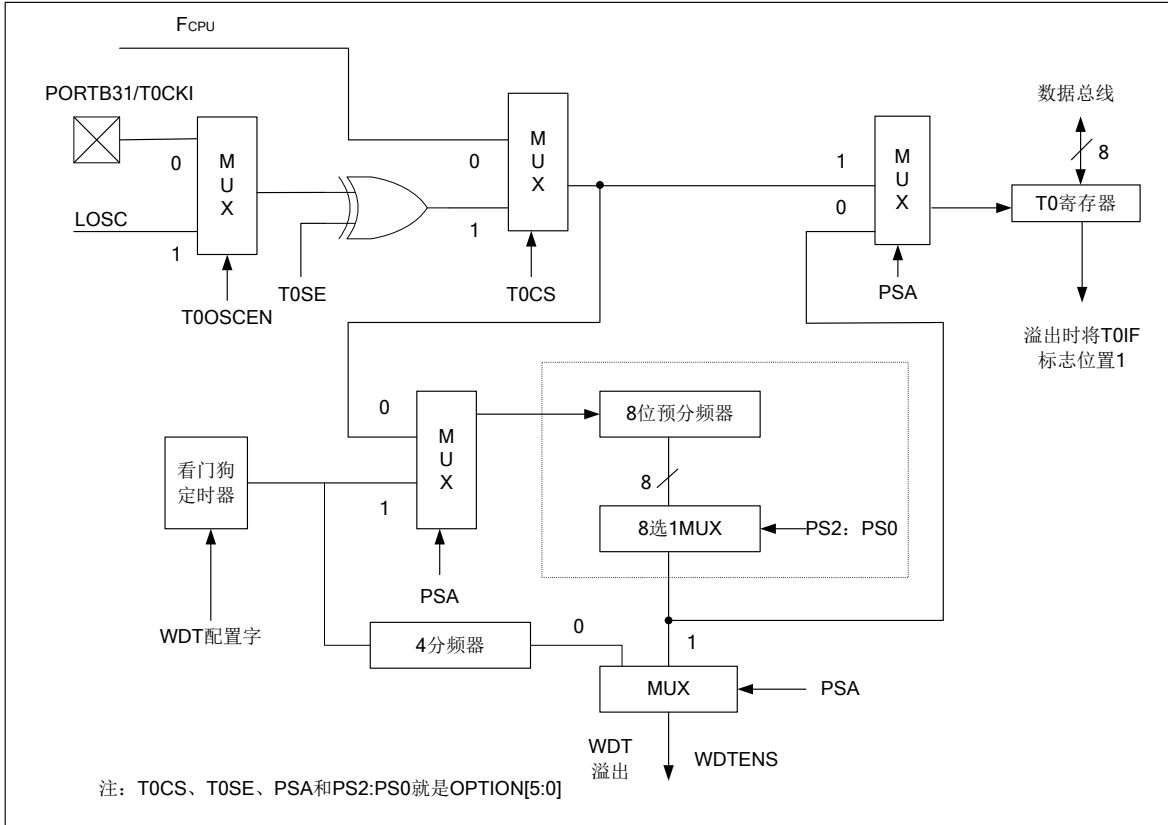 FCPU
PORTB31/T0CKI
数据总线
M
U
X
M
U
X
M
U
X
0
0
1
8
LOSC
1
1
0
T0寄存器
T0SE
T0CS
PSA
T0OSCEN
溢出时将T0IF
标志位置1
0
M
U
X
8位预分频器
看门狗
定时器
1
8
8选1MUX
PS2：PS0
PSA
WDT配置字
4分频器
0
1
MUX
PSA
WDT
溢出
WDTENS
注：T0CS、T0SE、PSA和PS2:PS0就是OPTION[5:0]